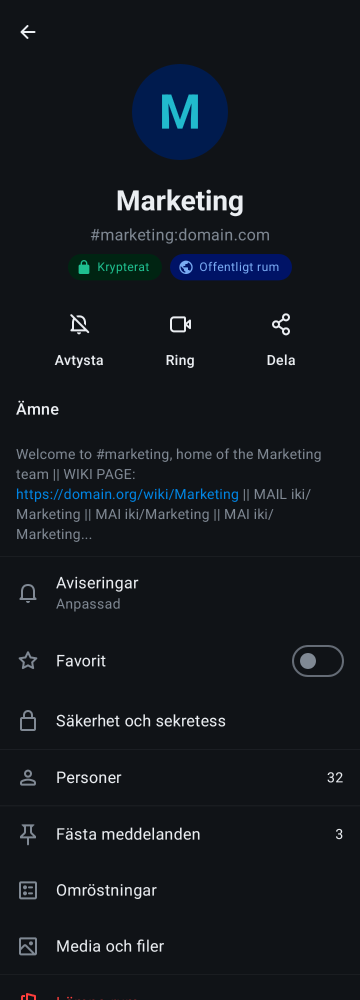 M
Marketing
#marketing:domain.com
Krypterat
Offentligt rum
Avtysta
Ring
Dela
Ämne
Welcome to #marketing, home of the Marketing
team || WIKI PAGE:
https://domain.org/wiki/Marketing || MAIL iki/
Marketing || MAI iki/Marketing || MAI iki/
Marketing...
Aviseringar
Anpassad
Favorit
Säkerhet och sekretess
Personer 32
Fästa meddelanden 3
Omröstningar
Media och filer